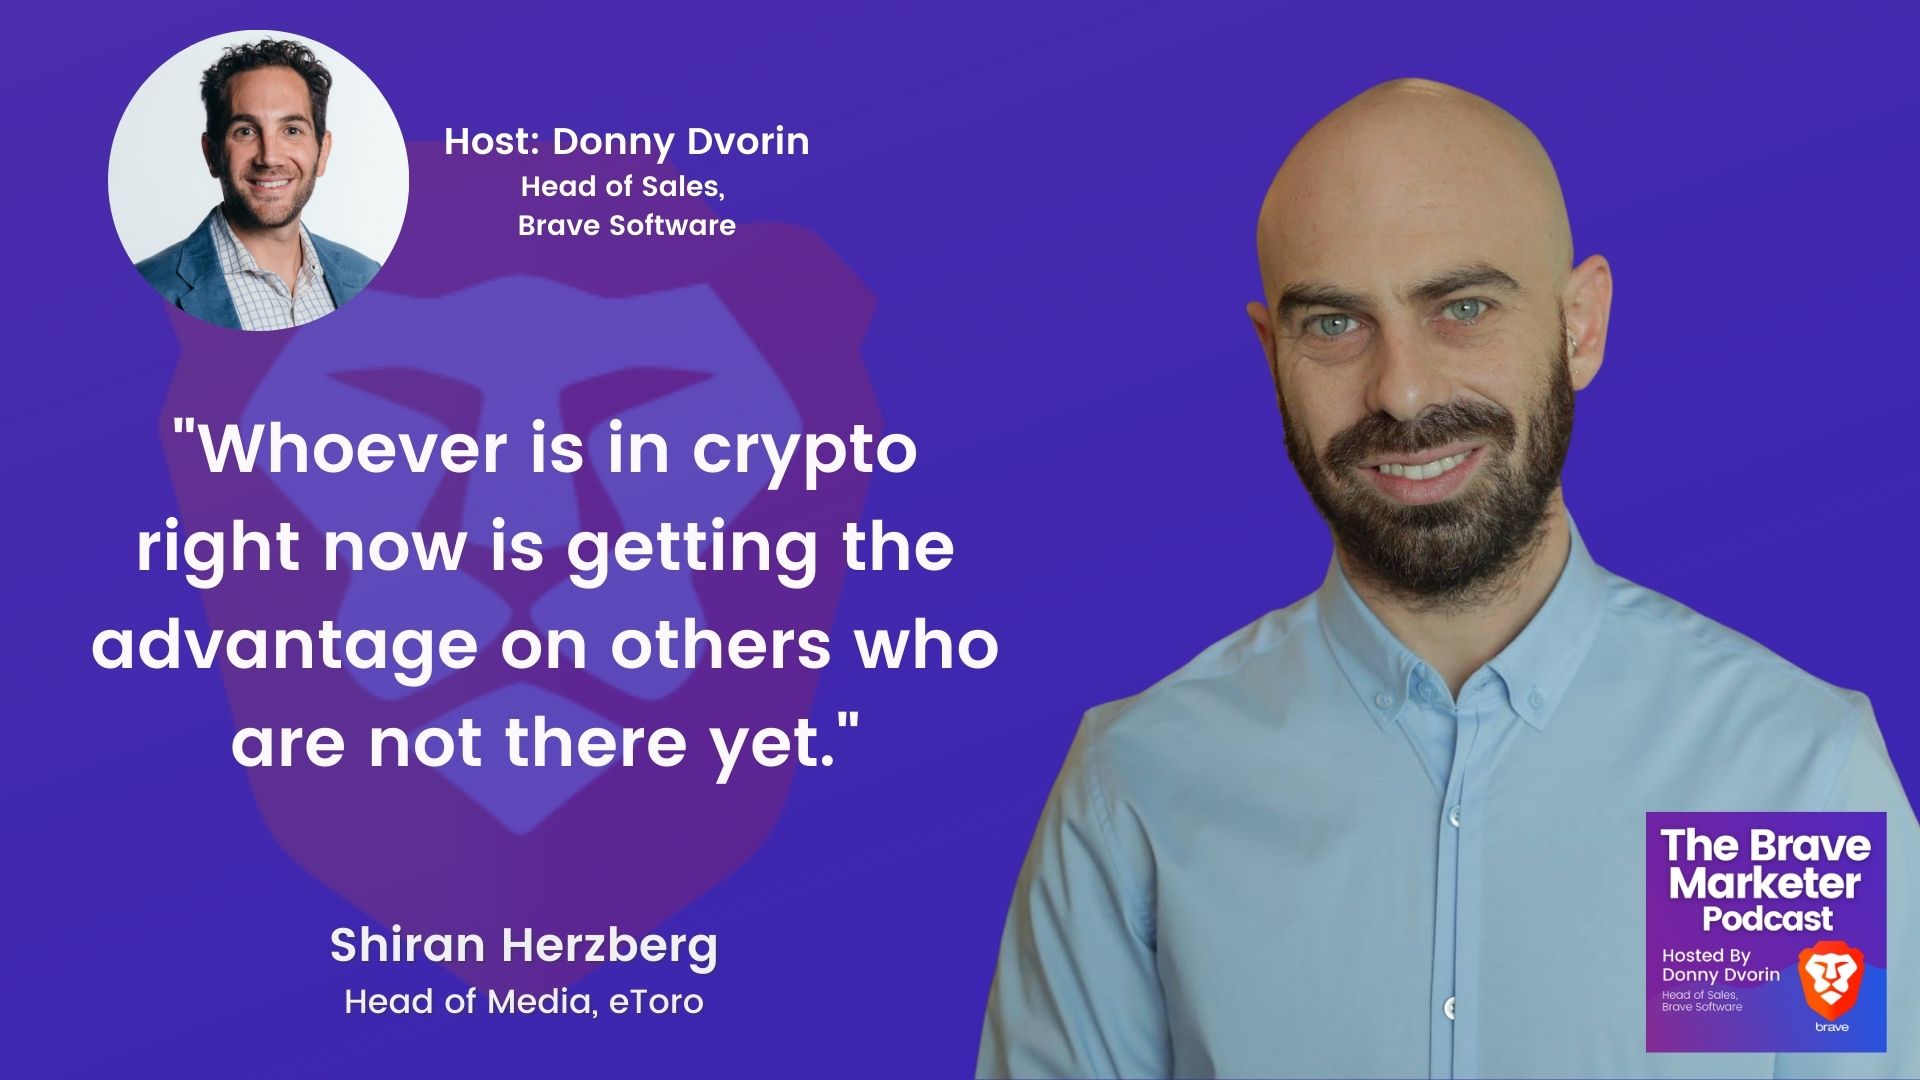 Host: Donny Dvorin
Head of Sales,
Brave Software
"Whoever is in crypto
right now is getting the
advantage on others who
are not there yet."
Shiran Herzberg
Head of Media, eToro
The Brave
Marketer
Podcast
Hosted By
Donny Dvorin
Head of Sales,
Brave Software
brave